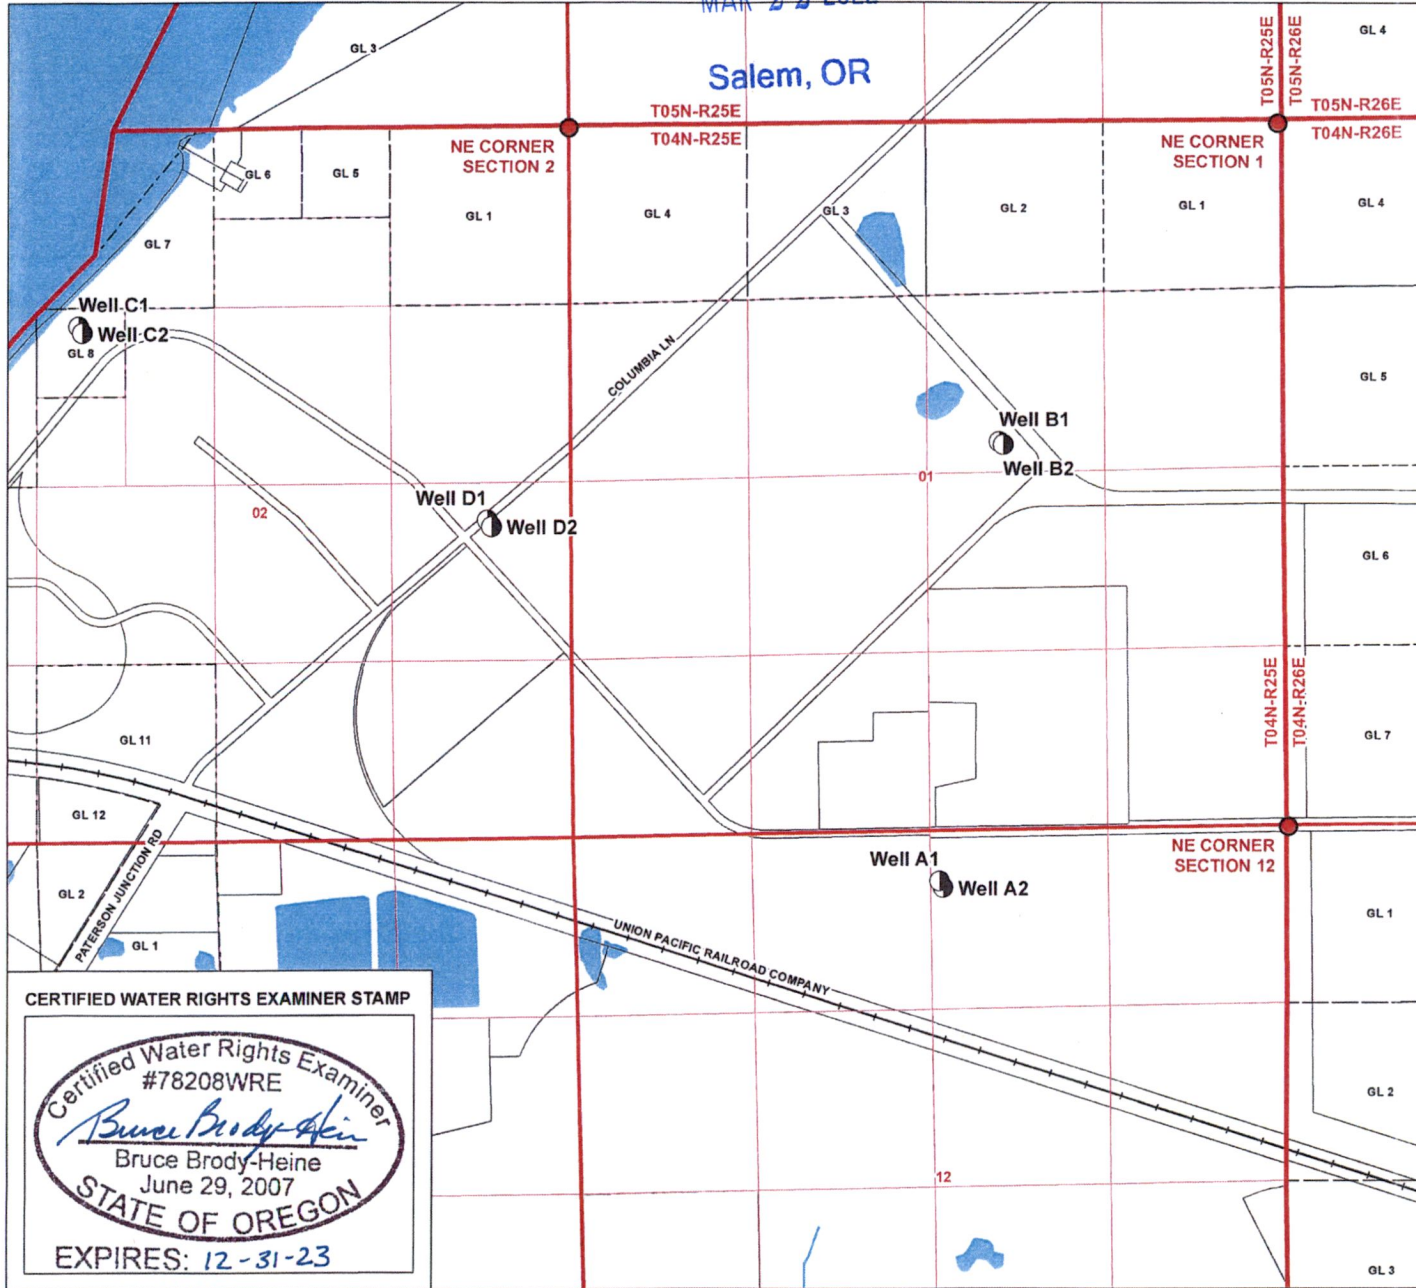 MAR 2 2
Salem, OR
GL 3
GL 4
T05N-R25E
T05N-R26E
T05N-R25E
T04N-R25E
T05N-R26E
T04N-R26E
NE CORNER
SECTION 2
NE CORNER
SECTION 1
GL 6
GL 5
GL 1
GL 4
GL 3
GL 2
GL 1
GL 4
GL 7
Well C1
Well C2
GL 8
COLUMBIA LN
GL 5
Well B1
Well B2
01
02
Well D1
Well D2
GL 6
T04N-R25E
T04N-R26E
GL 11
GL 7
GL 12
PATERSON JUNCTION RD
NE CORNER
SECTION 12
Well A1
Well A2
GL 2
GL 1
GL 1
UNION PACIFIC RAILROAD COMPANY
GL 2
12
GL 3
CERTIFIED WATER RIGHTS EXAMINER STAMP
Certified Water Rights Examiner
#78208WRE
Bruce Brody-Hein
Bruce Brody-Heine
June 29, 2007
STATE OF OREGON
EXPIRES: 12-31-23